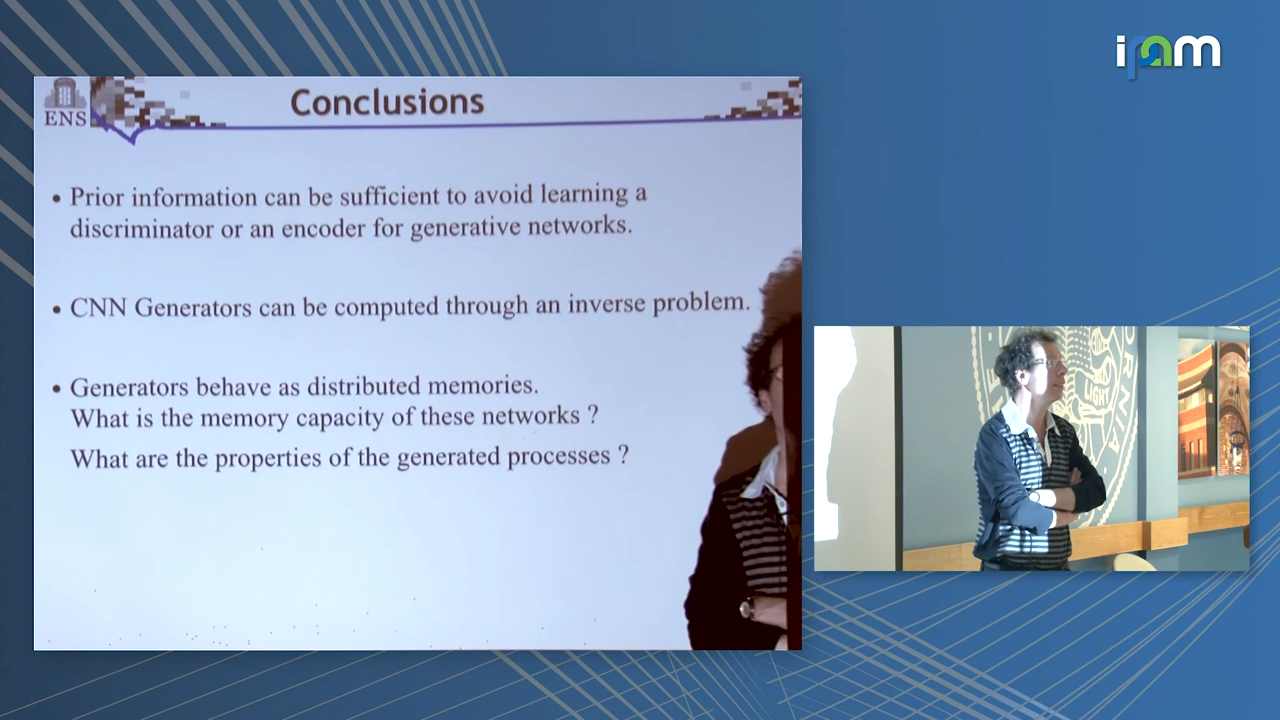 ipam
ENS
Conclusions
• Prior information can be sufficient to avoid learning a
discriminator or an encoder for generative networks.
• CNN Generators can be computed through an inverse problem.
• Generators behave as distributed memories.
What is the memory capacity of these networks ?
What are the properties of the generated processes ?
LIGHT